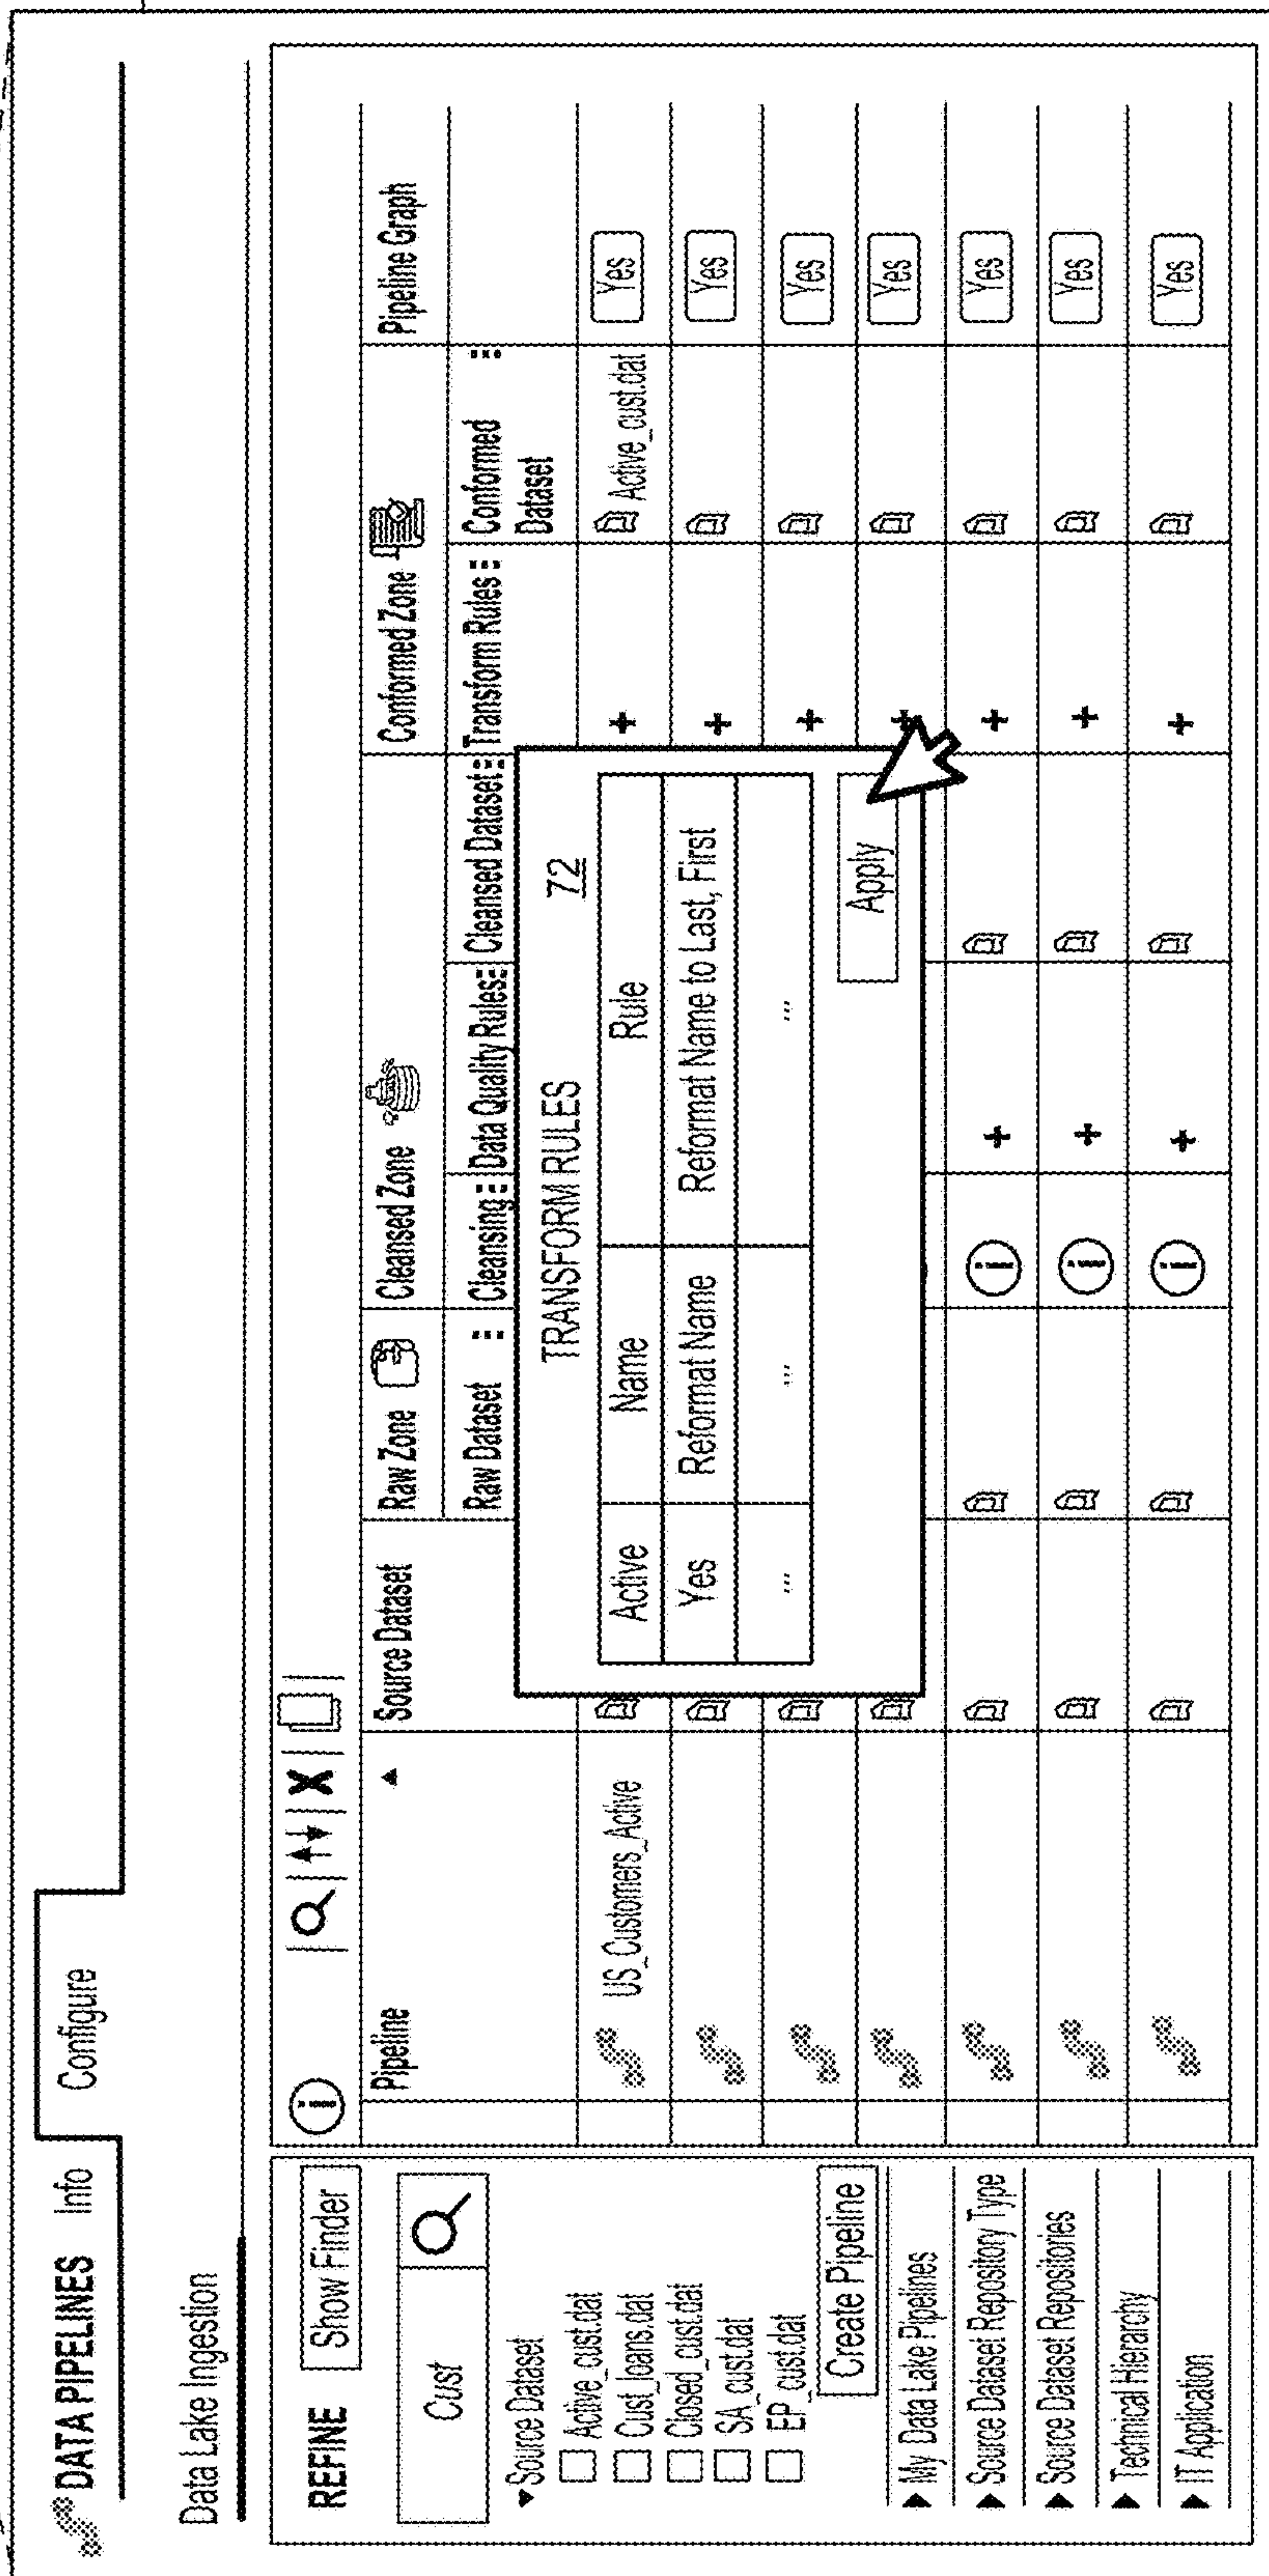 DATA PIPELINES Info Configure
Data Lake Ingestion
REFINE Show Finder
Cust
Source Dataset
Active_cust.dat
Cust_loans.dat
Closed_cust.dat
SA_cust.dat
EP_cust.dat
Create Pipeline
My Data Lake Pipelines
Source Dataset Repository Type
Source Dataset Repositories
Technical Hierarchy
IT Application
Pipeline Source Dataset Raw Zone Cleansed Zone Conformed Zone Pipeline Graph
Raw Dataset Cleansing Data Quality Rules Cleansed Dataset Transform Rules Conformed
Dataset
US_Customers_Active + Active_cust.dat Yes
+ Yes
+ Yes
+ Yes
+ + Yes
+ + Yes
+ + Yes
TRANSFORM RULES 72
Active Name Rule
Yes Reformat Name Reformat Name to Last, First
... ... ...
Apply